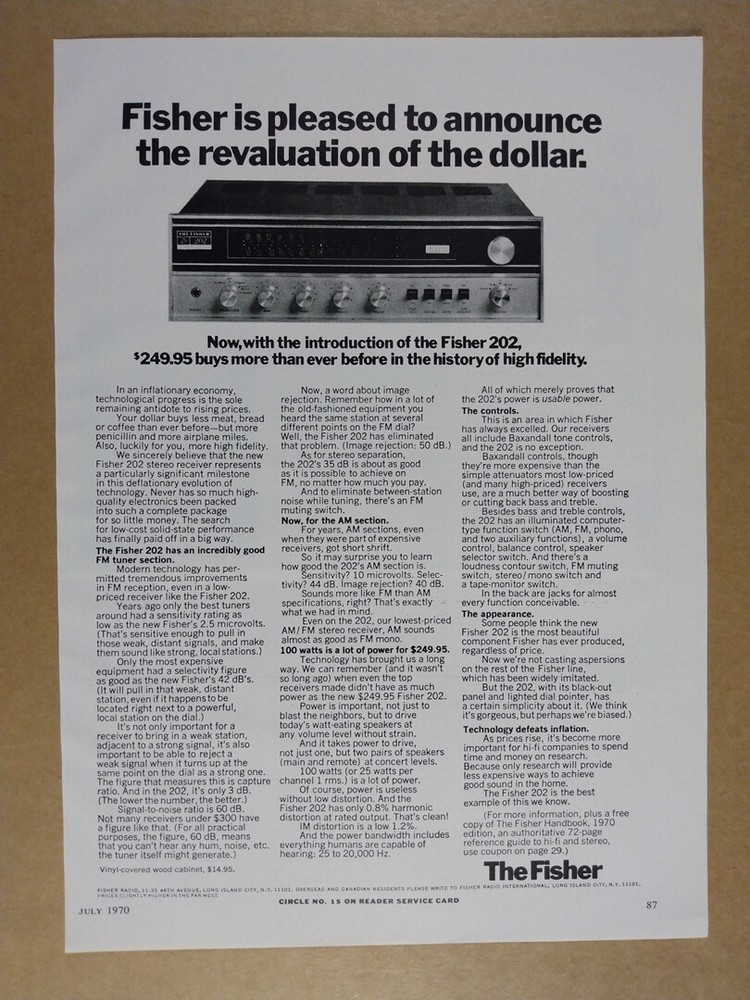 Fisher is pleased to announce
the revaluation of the dollar.
THE FISHER
202
Now, with the introduction of the Fisher 202,
$249.95 buys more than ever before in the history of high fidelity.
In an inflationary economy,
technological progress is the sole
remaining antidote to rising prices.
Your dollar buys less meat, bread
or coffee than ever before—but more
penicillin and more airplane miles.
Also, luckily for you, more high fidelity.
We sincerely believe that the new
Fisher 202 stereo receiver represents
a particularly significant milestone
in this deflationary evolution of
technology. Never has so much high-
quality electronics been packed
into such a complete package
for so little money. The search
for low-cost solid-state performance
has finally paid off in a big way.
The Fisher 202 has an incredibly good
FM tuner section.
Modern technology has per-
mitted tremendous improvements
in FM reception, even in a low-
priced receiver like the Fisher 202.
Years ago only the best tuners
around had a sensitivity rating as
low as the new Fisher's 2.5 microvolts.
(That's sensitive enough to pull in
those weak, distant signals, and make
them sound like strong, local stations.)
Only the most expensive
equipment had a selectivity figure
as good as the new Fisher's 42 dB's.
(It will pull in that weak, distant
station, even if it happens to be
located right next to a powerful,
local station on the dial.)
It's not only important for a
receiver to bring in a weak station,
adjacent to a strong signal, it's also
important to be able to reject a
weak signal when it turns up at the
same point on the dial as a strong one.
The figure that measures this is capture
ratio. And in the 202, it's only 3 dB.
(The lower the number, the better.)
Signal-to-noise ratio is 60 dB.
Not many receivers under $300 have
a figure like that. (For all practical
purposes, the figure, 60 dB, means
that you can't hear any hum, noise, etc.
the tuner itself might generate.)
Vinyl-covered wood cabinet, $14.95.
Now, a word about image
rejection. Remember how in a lot of
the old-fashioned equipment you
heard the same station at several
different points on the FM dial?
Well, the Fisher 202 has eliminated
that problem. (Image rejection: 50 dB.)
As for stereo separation,
the 202's 35 dB is about as good
as it is possible to achieve on
FM, no matter how much you pay.
And to eliminate between-station
noise while tuning, there's an FM
muting switch.
Now, for the AM section.
For years, AM sections, even
when they were part of expensive
receivers, got short shrift.
So it may surprise you to learn
how good the 202's AM section is.
Sensitivity? 10 microvolts. Selec-
tivity? 44 dB. Image rejection? 40 dB.
Sounds more like FM than AM
specifications, right? That's exactly
what we had in mind.
Even on the 202, our lowest-priced
AM/FM stereo receiver, AM sounds
almost as good as FM mono.
100 watts is a lot of power for $249.95.
Technology has brought us a long
way. We can remember (and it wasn't
so long ago) when even the top
receivers made didn't have as much
power as the new $249.95 Fisher 202.
Power is important, not just to
blast the neighbors, but to drive
today's watt-eating speakers at
any volume level without strain.
And it takes power to drive,
not just one, but two pairs of speakers
(main and remote) at concert levels.
100 watts (or 25 watts per
channel 1 rms.) is a lot of power.
Of course, power is useless
without low distortion. And the
Fisher 202 has only 0.8% harmonic
distortion at rated output. That's clean!
IM distortion is a low 1.2%.
And the power bandwidth includes
everything humans are capable of
hearing: 25 to 20,000 Hz.
All of which merely proves that
the 202's power is usable power.
The controls.
This is an area in which Fisher
has always excelled. Our receivers
all include Baxandall tone controls,
and the 202 is no exception.
Baxandall controls, though
they're more expensive than the
simple attenuators most low-priced
(and many high-priced) receivers
use, are a much better way of boosting
or cutting back bass and treble.
Besides bass and treble controls,
the 202 has an illuminated computer-
type function switch (AM, FM, phono,
and two auxiliary functions), a volume
control, balance control, speaker
selector switch. And there's a
loudness contour switch, FM muting
switch, stereo/mono switch and
a tape-monitor switch.
In the back are jacks for almost
every function conceivable.
The appearance.
Some people think the new
Fisher 202 is the most beautiful
component Fisher has ever produced,
regardless of price.
Now we're not casting aspersions
on the rest of the Fisher line,
which has been widely imitated.
But the 202, with its black-out
panel and lighted dial pointer, has
a certain simplicity about it. (We think
it's gorgeous, but perhaps we're biased.)
Technology defeats inflation.
As prices rise, it's become more
important for hi-fi companies to spend
time and money on research.
Because only research will provide
less expensive ways to achieve
good sound in the home.
The Fisher 202 is the best
example of this we know.
(For more information, plus a free
copy of The Fisher Handbook, 1970
edition, an authoritative 72-page
reference guide to hi-fi and stereo,
use coupon on page 29.)
The Fisher
FISHER RADIO, 11-35 45TH AVENUE, LONG ISLAND CITY, N.Y. 11101. OVERSEAS AND CANADIAN RESIDENTS PLEASE WRITE TO FISHER RADIO INTERNATIONAL, LONG ISLAND CITY, N.Y. 11101.
PRICES SLIGHTLY HIGHER IN THE FAR WEST.
CIRCLE NO. 15 ON READER SERVICE CARD
JULY 1970
87